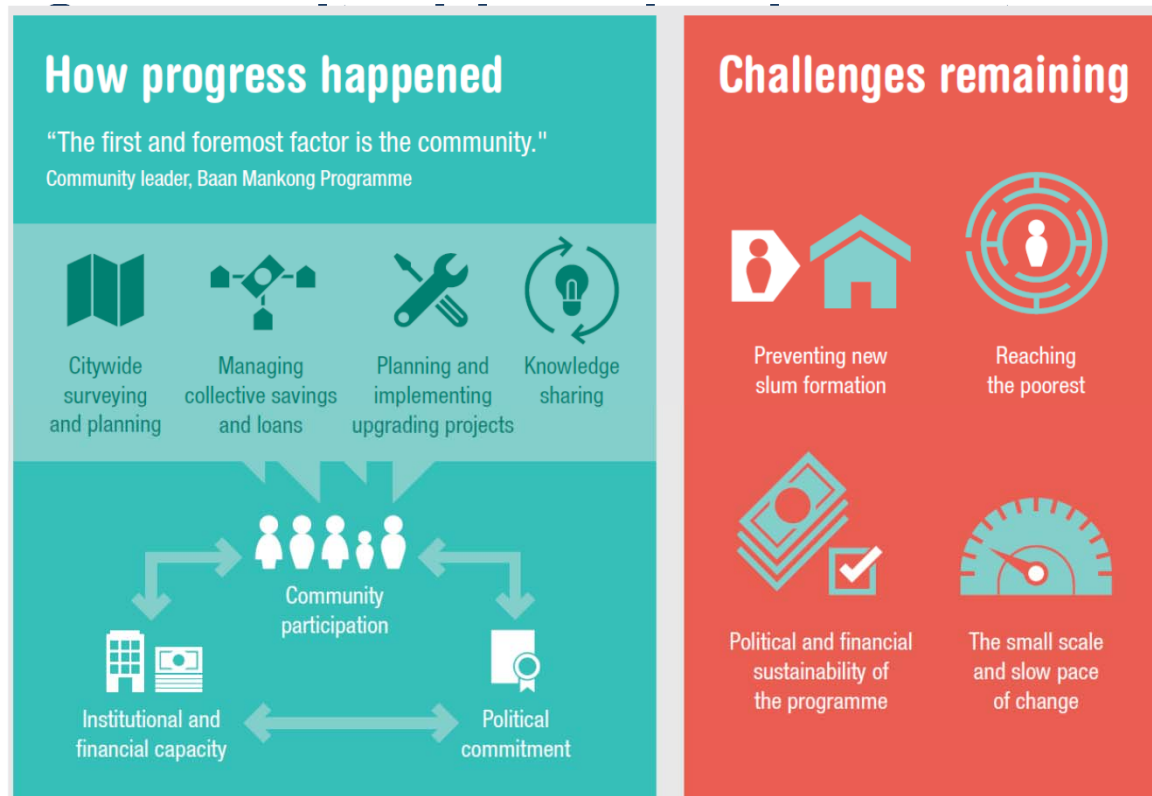 How progress happened
“The first and foremost factor is the community."
Community leader, Baan Mankong Programme
Citywide
surveying
and planning
Managing
collective savings
and loans
Planning and
implementing
upgrading projects
Knowledge
sharing
Community
participation
Institutional and
financial capacity
Political
commitment
Challenges remaining
Preventing new
slum formation
Reaching
the poorest
Political and financial
sustainability of
the programme
The small scale
and slow pace
of change